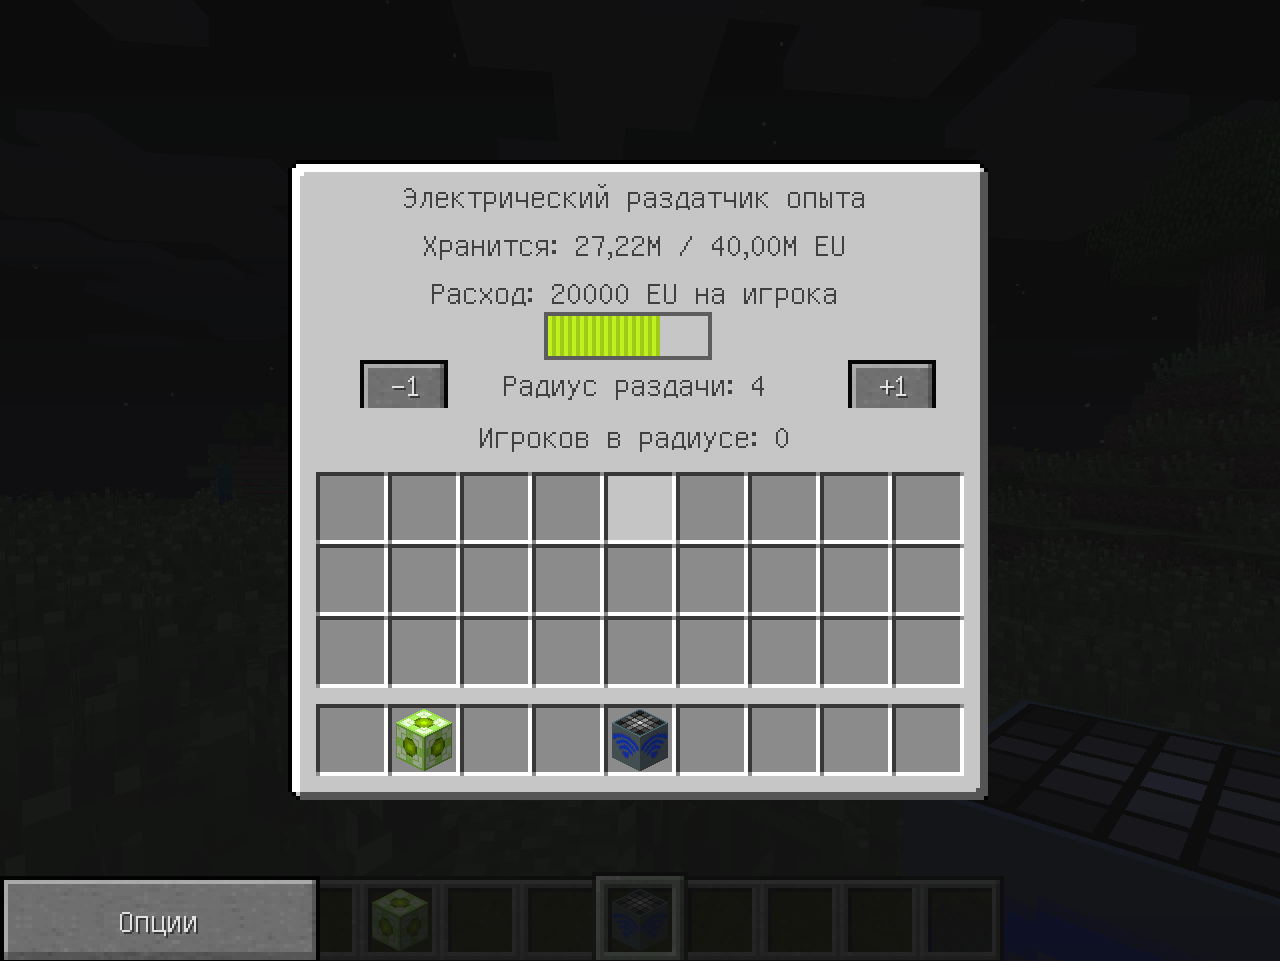 Электрический раздатчик опыта
Хранится: 27,22M / 40,00M EU
Расход: 20000 EU на игрока
-1 Радиус раздачи: 4 +1
Игроков в радиусе: 0
Опции